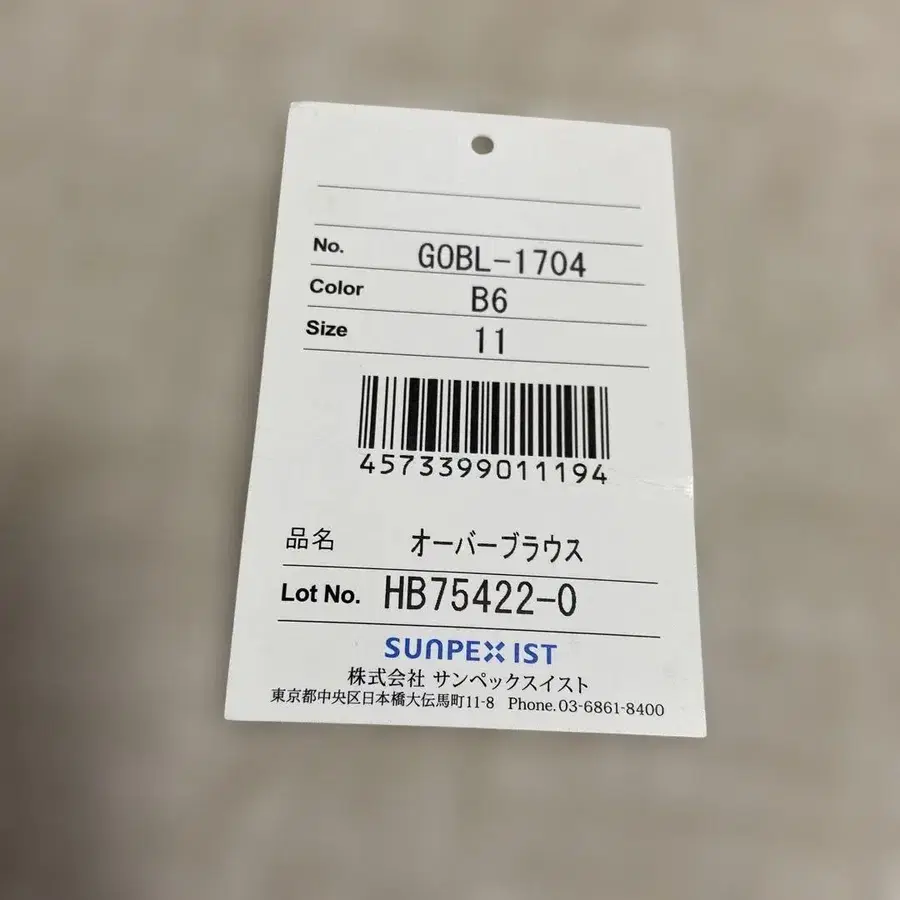 No. GOBL-1704
Color B6
Size 11
4573399011194
品名 オーバーブラウス
Lot No. HB75422-0
SUNPEX IST
株式会社 サンペックスイスト
東京都中央区日本橋大伝馬町11-8 Phone.03-6861-8400